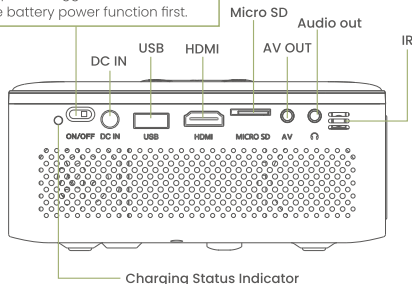 e battery power function first.
Micro SD
Audio out
USB
HDMI
AV OUT
IR
DC IN
ON/OFF
DC IN
USB
HDMI
MICRO SD
AV
Charging Status Indicator